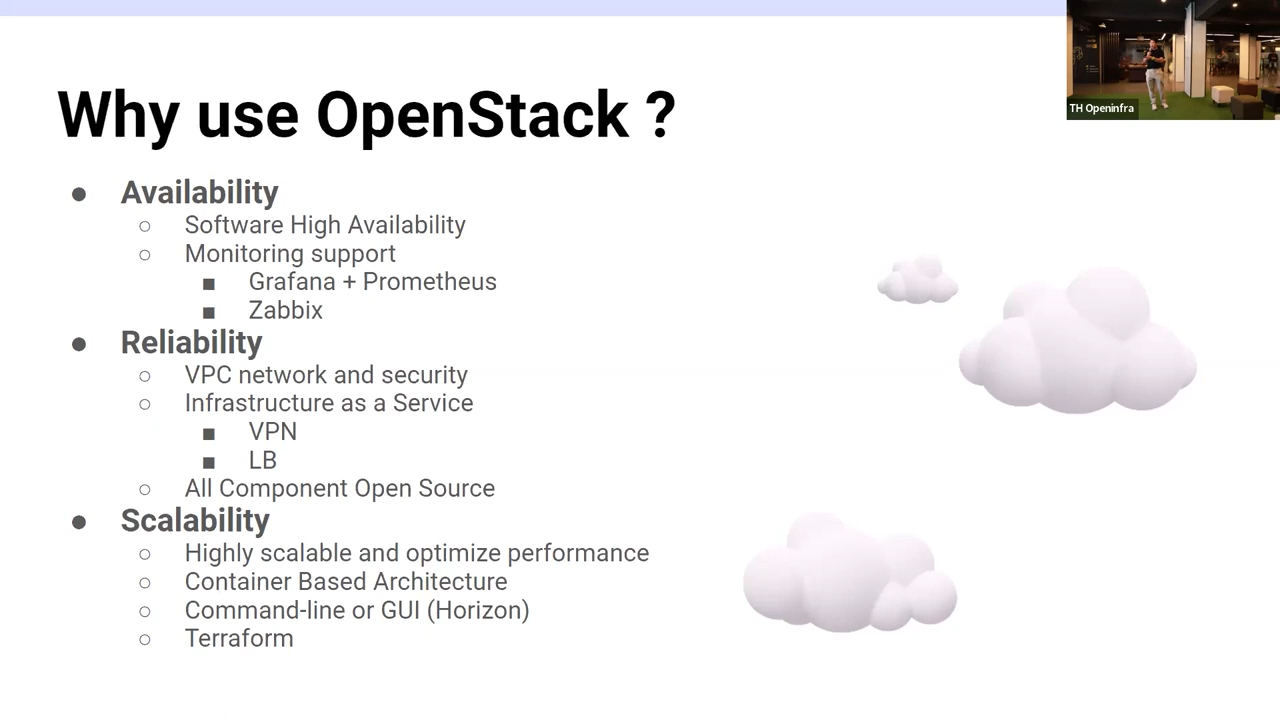 Why use OpenStack ?
TH Openinfra
● Availability
○ Software High Availability
○ Monitoring support
■ Grafana + Prometheus
■ Zabbix
● Reliability
○ VPC network and security
○ Infrastructure as a Service
■ VPN
■ LB
○ All Component Open Source
● Scalability
○ Highly scalable and optimize performance
○ Container Based Architecture
○ Command-line or GUI (Horizon)
○ Terraform